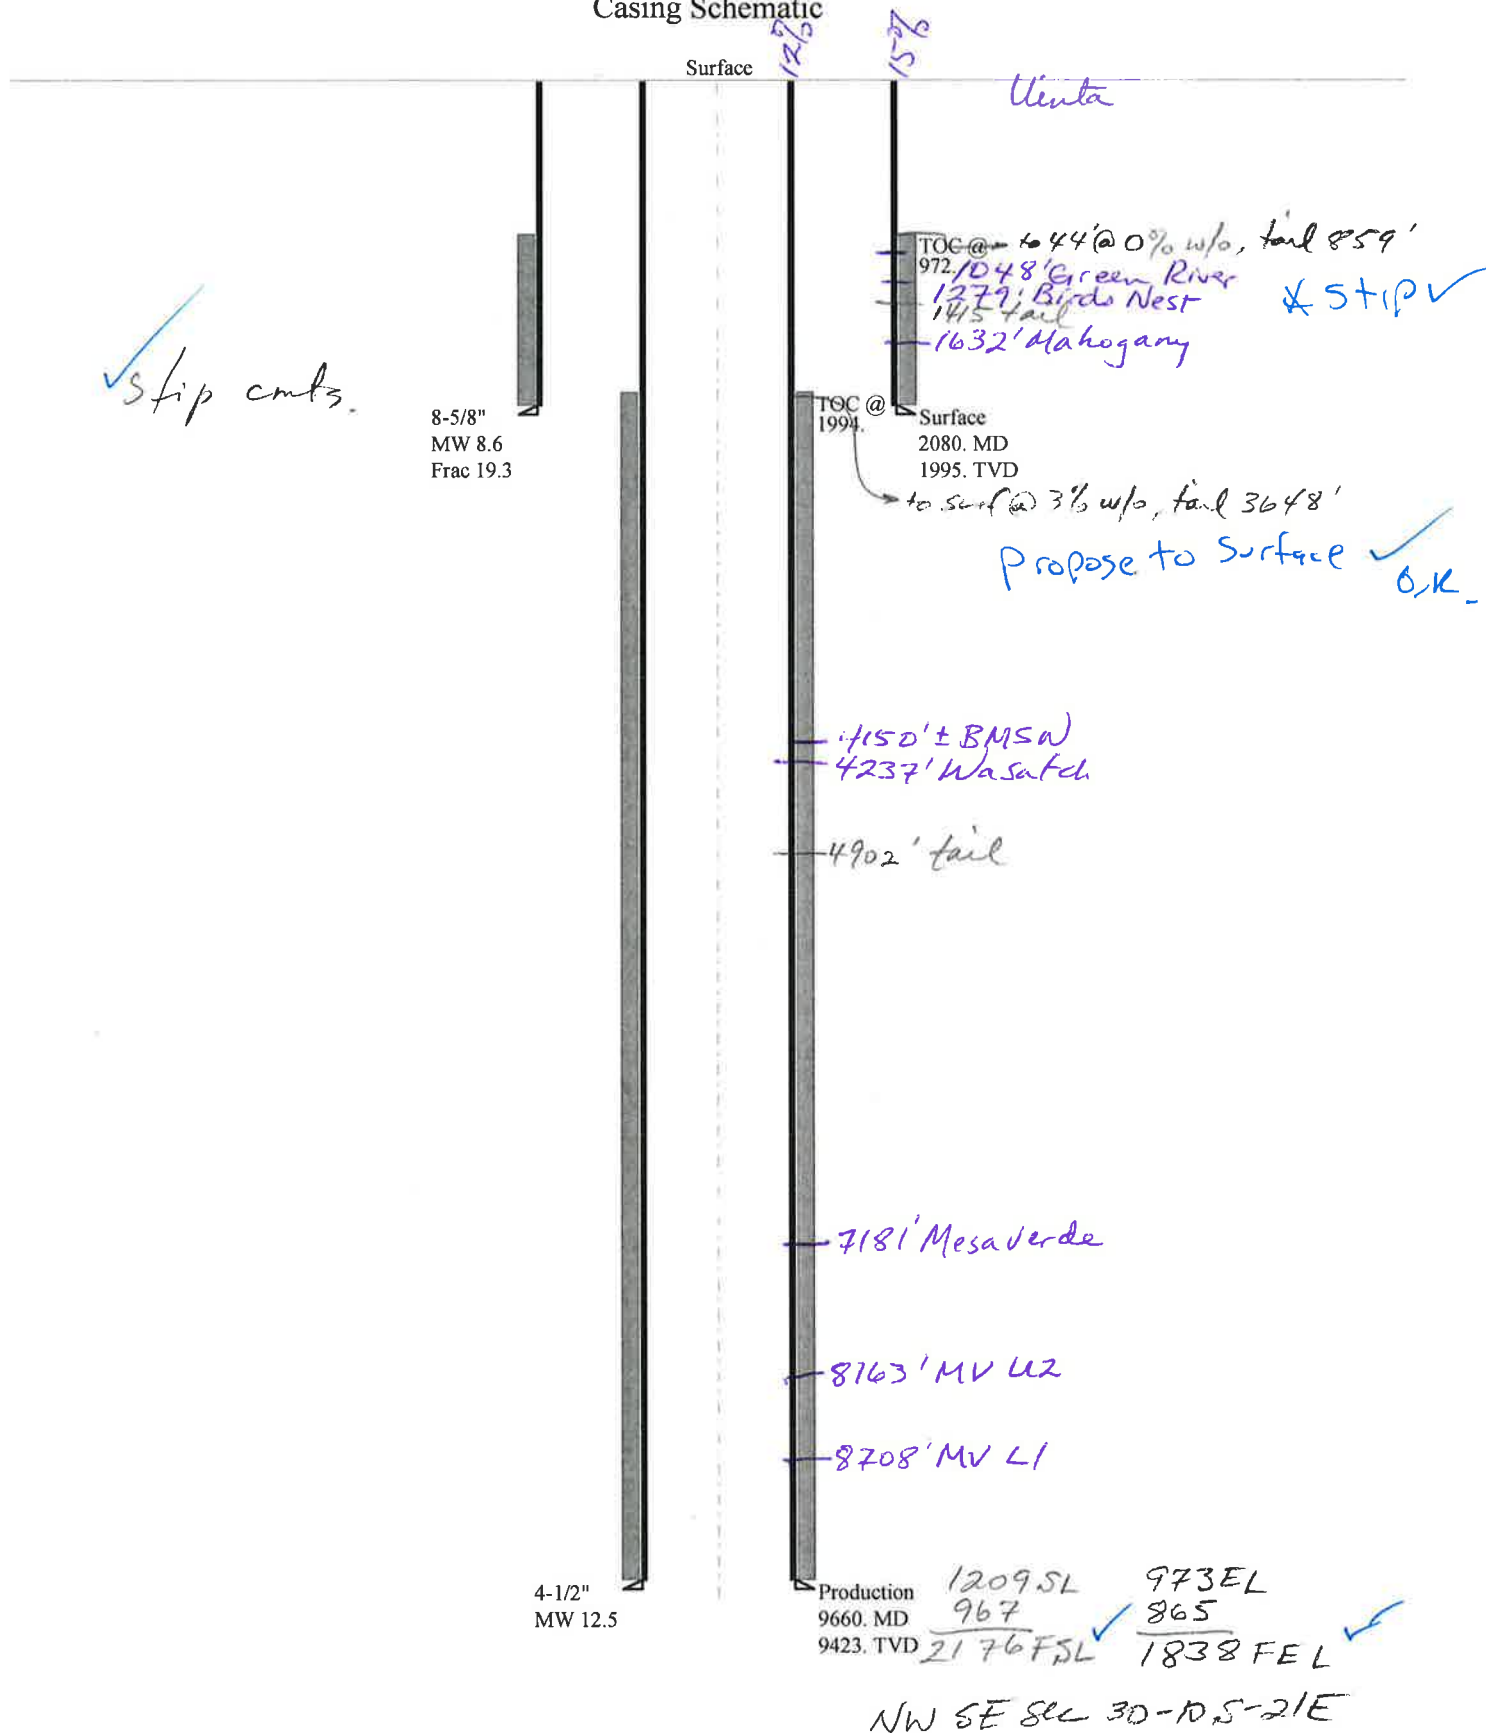 Casing Schematic
12%
15%
Surface
Uinta
TOC @ to 44' @ 0% w/o, tail 859'
972.
1048' Green River
1279' Birds Nest
* Stip ✓
1415 tail
1632' Mahogany
✓ Stip cmts.
8-5/8"
MW 8.6
Frac 19.3
TOC @
1994.
Surface
2080. MD
1995. TVD
to surf @ 3% w/o, tail 3648'
Propose to Surface ✓
O.K.
4150' ± BMSW
4237' Wasatch
4902' tail
7181' Mesaverde
8163' MV U2
8708' MV L1
4-1/2"
MW 12.5
Production
9660. MD
9423. TVD
1209 SL
967
2176 FSL ✓
973 EL
865
1838 FEL ✓
NW SE Sec 30-10S-21E